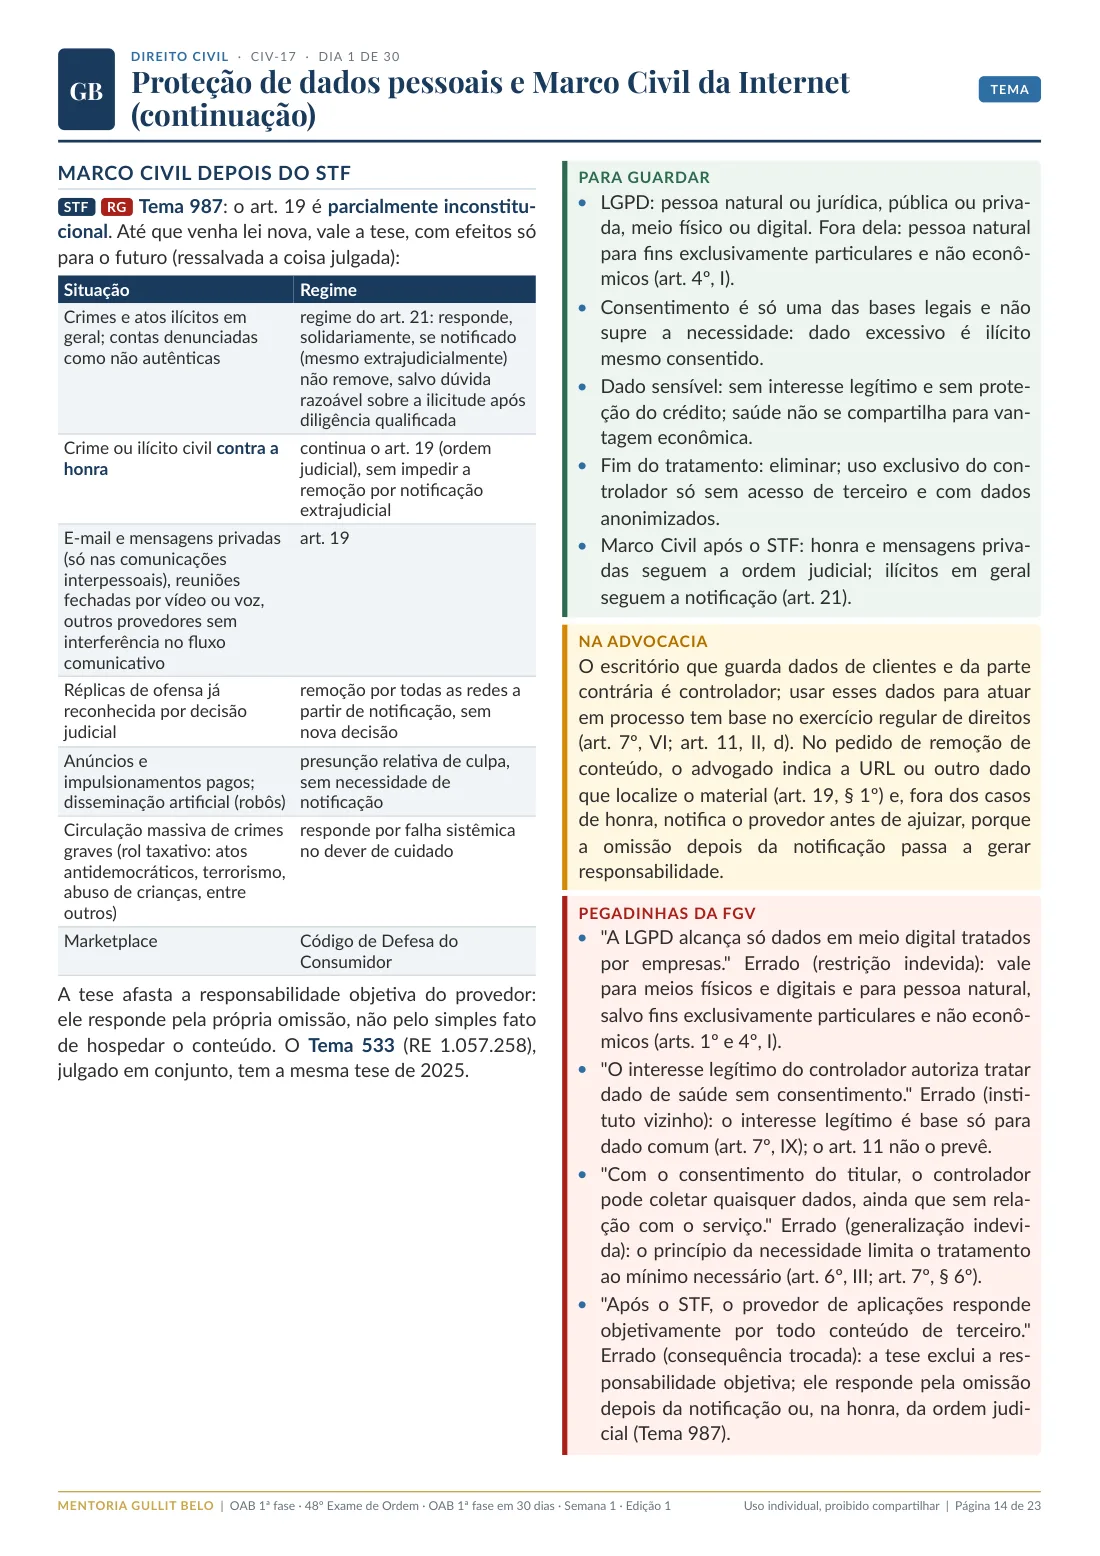 GB
DIREITO CIVIL · CIV-17 · DIA 1 DE 30
Proteção de dados pessoais e Marco Civil da Internet
(continuação)
TEMA
MARCO CIVIL DEPOIS DO STF
STF RG Tema 987: o art. 19 é parcialmente inconstitu-
cional. Até que venha lei nova, vale a tese, com efeitos só
para o futuro (ressalvada a coisa julgada):
Situação Regime
Crimes e atos ilícitos em
geral; contas denunciadas
como não autênticas
regime do art. 21: responde,
solidariamente, se notificado
(mesmo extrajudicialmente)
não remove, salvo dúvida
razoável sobre a ilicitude após
diligência qualificada
Crime ou ilícito civil contra a
honra
continua o art. 19 (ordem
judicial), sem impedir a
remoção por notificação
extrajudicial
E-mail e mensagens privadas
(só nas comunicações
interpessoais), reuniões
fechadas por vídeo ou voz,
outros provedores sem
interferência no fluxo
comunicativo
art. 19
Réplicas de ofensa já
reconhecida por decisão
judicial
remoção por todas as redes a
partir de notificação, sem
nova decisão
Anúncios e
impulsionamentos pagos;
disseminação artificial (robôs)
presunção relativa de culpa,
sem necessidade de
notificação
Circulação massiva de crimes
graves (rol taxativo: atos
antidemocráticos, terrorismo,
abuso de crianças, entre
outros)
responde por falha sistêmica
no dever de cuidado
Marketplace
Código de Defesa do
Consumidor
A tese afasta a responsabilidade objetiva do provedor:
ele responde pela própria omissão, não pelo simples fato
de hospedar o conteúdo. O Tema 533 (RE 1.057.258),
julgado em conjunto, tem a mesma tese de 2025.
PARA GUARDAR
• LGPD: pessoa natural ou jurídica, pública ou priva-
da, meio físico ou digital. Fora dela: pessoa natural
para fins exclusivamente particulares e não econô-
micos (art. 4º, I).
• Consentimento é só uma das bases legais e não
supre a necessidade: dado excessivo é ilícito
mesmo consentido.
• Dado sensível: sem interesse legítimo e sem prote-
ção do crédito; saúde não se compartilha para van-
tagem econômica.
• Fim do tratamento: eliminar; uso exclusivo do con-
trolador só sem acesso de terceiro e com dados
anonimizados.
• Marco Civil após o STF: honra e mensagens priva-
das seguem a ordem judicial; ilícitos em geral
seguem a notificação (art. 21).
NA ADVOCACIA
O escritório que guarda dados de clientes e da parte
contrária é controlador; usar esses dados para atuar
em processo tem base no exercício regular de direitos
(art. 7º, VI; art. 11, II, d). No pedido de remoção de
conteúdo, o advogado indica a URL ou outro dado
que localize o material (art. 19, § 1º) e, fora dos casos
de honra, notifica o provedor antes de ajuizar, porque
a omissão depois da notificação passa a gerar
responsabilidade.
PEGADINHAS DA FGV
• "A LGPD alcança só dados em meio digital tratados
por empresas." Errado (restrição indevida): vale
para meios físicos e digitais e para pessoa natural,
salvo fins exclusivamente particulares e não econô-
micos (arts. 1º e 4º, I).
• "O interesse legítimo do controlador autoriza tratar
dado de saúde sem consentimento." Errado (insti-
tuto vizinho): o interesse legítimo é base só para
dado comum (art. 7º, IX); o art. 11 não o prevê.
• "Com o consentimento do titular, o controlador
pode coletar quaisquer dados, ainda que sem rela-
ção com o serviço." Errado (generalização indevi-
da): o princípio da necessidade limita o tratamento
ao mínimo necessário (art. 6º, III; art. 7º, § 6º).
• "Após o STF, o provedor de aplicações responde
objetivamente por todo conteúdo de terceiro."
Errado (consequência trocada): a tese exclui a res-
ponsabilidade objetiva; ele responde pela omissão
depois da notificação ou, na honra, da ordem judi-
cial (Tema 987).
MENTORIA GULLIT BELO | OAB 1ª fase · 48º Exame de Ordem · OAB 1ª fase em 30 dias · Semana 1 · Edição 1
Uso individual, proibido compartilhar | Página 14 de 23